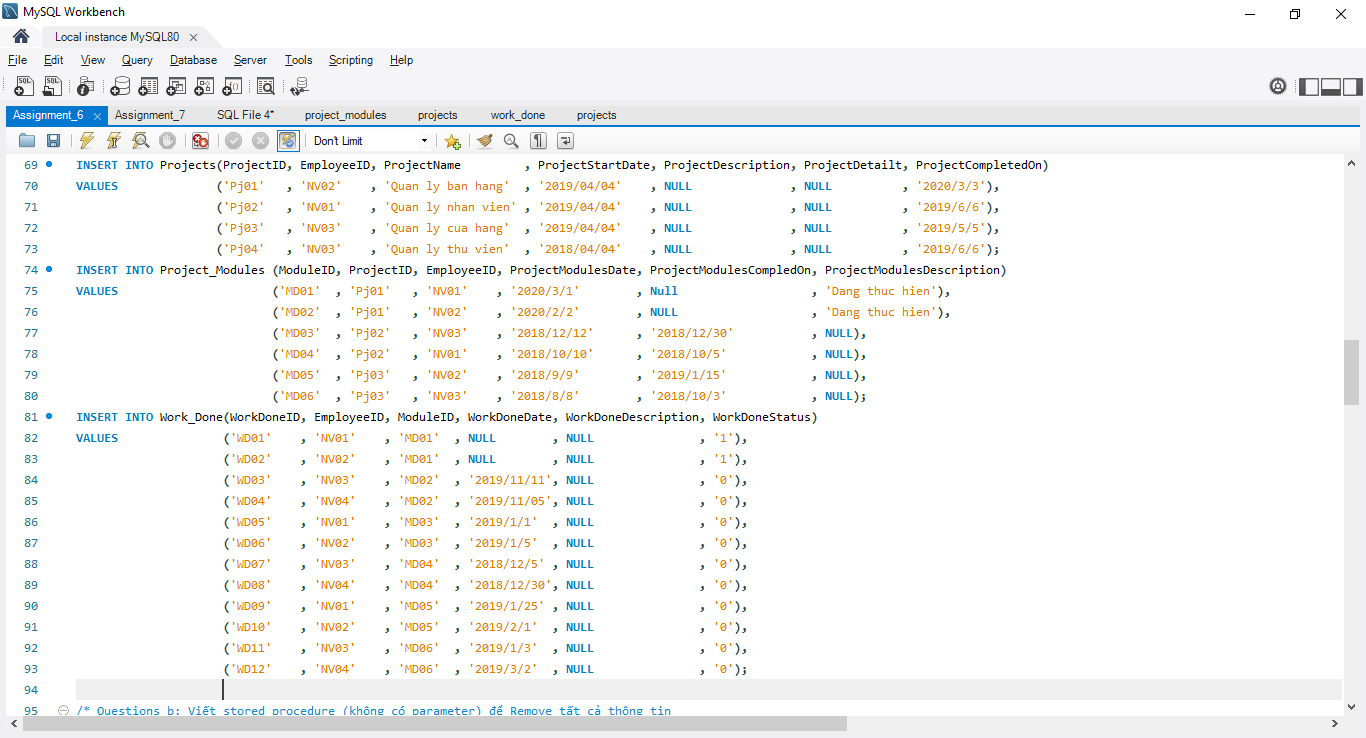 MySQL Workbench
Local instance MySQL80
File Edit View Query Database Server Tools Scripting Help
Assignment_6 Assignment_7 SQL File 4* project_modules projects work_done projects
Don't Limit
69 INSERT INTO Projects(ProjectID, EmployeeID, ProjectName , ProjectStartDate, ProjectDescription, ProjectDetailt, ProjectCompletedOn)
70 VALUES ('Pj01' , 'NV02' , 'Quan ly ban hang' , '2019/04/04' , NULL , NULL , '2020/3/3'),
71 ('Pj02' , 'NV01' , 'Quan ly nhan vien' , '2019/04/04' , NULL , NULL , '2019/6/6'),
72 ('Pj03' , 'NV03' , 'Quan ly cua hang' , '2019/04/04' , NULL , NULL , '2019/5/5'),
73 ('Pj04' , 'NV03' , 'Quan ly thu vien' , '2018/04/04' , NULL , NULL , '2019/6/6');
74 INSERT INTO Project_Modules (ModuleID, ProjectID, EmployeeID, ProjectModulesDate, ProjectModulesCompledOn, ProjectModulesDescription)
75 VALUES ('MD01' , 'Pj01' , 'NV01' , '2020/3/1' , Null , 'Dang thuc hien'),
76 ('MD02' , 'Pj01' , 'NV02' , '2020/2/2' , NULL , 'Dang thuc hien'),
77 ('MD03' , 'Pj02' , 'NV03' , '2018/12/12' , '2018/12/30' , NULL),
78 ('MD04' , 'Pj02' , 'NV01' , '2018/10/10' , '2018/10/5' , NULL),
79 ('MD05' , 'Pj03' , 'NV02' , '2018/9/9' , '2019/1/15' , NULL),
80 ('MD06' , 'Pj03' , 'NV03' , '2018/8/8' , '2018/10/3' , NULL);
81 INSERT INTO Work_Done(WorkDoneID, EmployeeID, ModuleID, WorkDoneDate, WorkDoneDescription, WorkDoneStatus)
82 VALUES ('WD01' , 'NV01' , 'MD01' , NULL , NULL , '1'),
83 ('WD02' , 'NV02' , 'MD01' , NULL , NULL , '1'),
84 ('WD03' , 'NV03' , 'MD02' , '2019/11/11', NULL , '0'),
85 ('WD04' , 'NV04' , 'MD02' , '2019/11/05', NULL , '0'),
86 ('WD05' , 'NV01' , 'MD03' , '2019/1/1' , NULL , '0'),
87 ('WD06' , 'NV02' , 'MD03' , '2019/1/5' , NULL , '0'),
88 ('WD07' , 'NV03' , 'MD04' , '2018/12/5' , NULL , '0'),
89 ('WD08' , 'NV04' , 'MD04' , '2018/12/30', NULL , '0'),
90 ('WD09' , 'NV01' , 'MD05' , '2019/1/25' , NULL , '0'),
91 ('WD10' , 'NV02' , 'MD05' , '2019/2/1' , NULL , '0'),
92 ('WD11' , 'NV03' , 'MD06' , '2019/1/3' , NULL , '0'),
93 ('WD12' , 'NV04' , 'MD06' , '2019/3/2' , NULL , '0');
94
95 /* Questions b: Viết stored procedure (không có parameter) để Remove tất cả thông tin